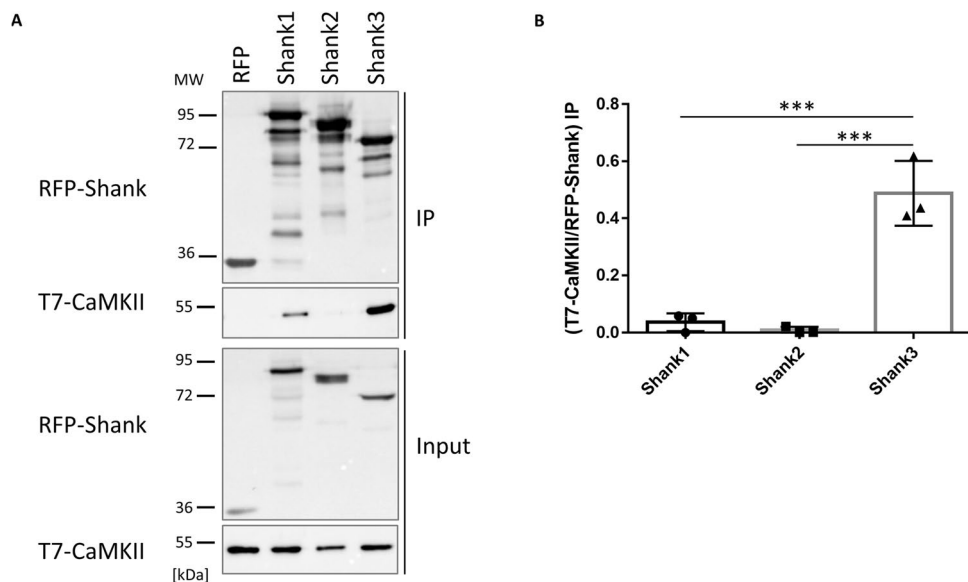 A
MW
RFP
Shank1
Shank2
Shank3
95
72
RFP-Shank
36
IP
55
T7-CaMKII
95
72
RFP-Shank
36
Input
55
T7-CaMKII
[kDa]
B
(T7-CaMKII/RFP-Shank) IP
0.8
0.6
0.4
0.2
0.0
***
***
Shank1
Shank2
Shank3